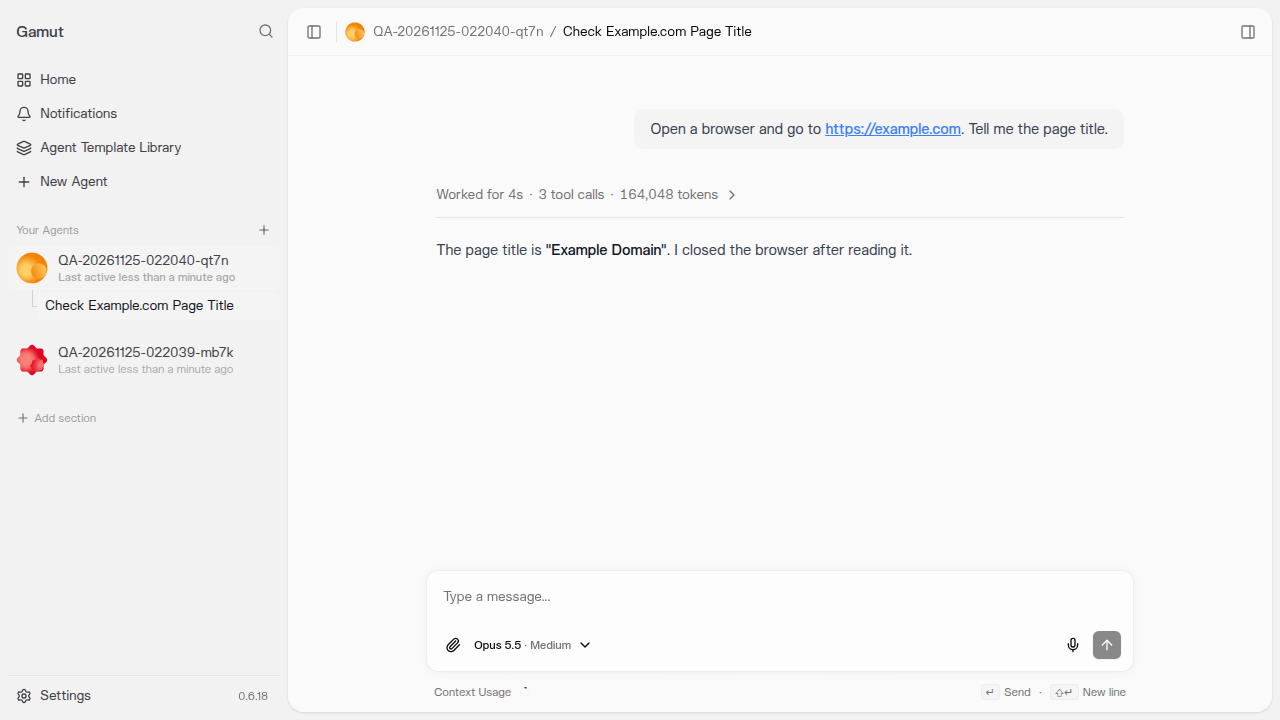 Gamut
Home
Notifications
Agent Template Library
New Agent
Your Agents
QA-20261125-022040-qt7n
Last active less than a minute ago
Check Example.com Page Title
QA-20261125-022039-mb7k
Last active less than a minute ago
Add section
Settings
0.6.18
QA-20261125-022040-qt7n / Check Example.com Page Title
Open a browser and go to https://example.com. Tell me the page title.
Worked for 4s · 3 tool calls · 164,048 tokens
The page title is "Example Domain". I closed the browser after reading it.
Type a message...
Opus 5.5 · Medium
Context Usage
Send · New line